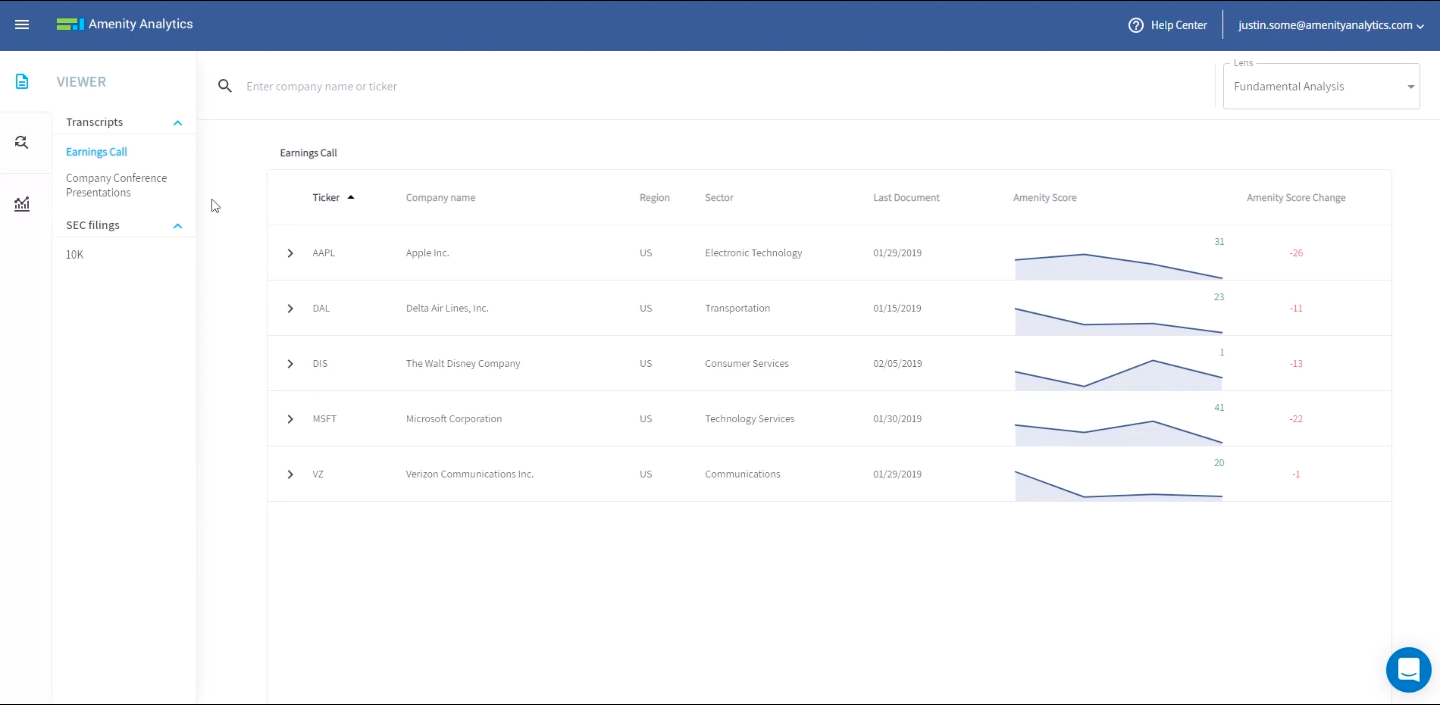 Amenity Analytics
Help Center
justin.some@amenityanalytics.com
VIEWER
Enter company name or ticker
Lens
Fundamental Analysis
Transcripts
Earnings Call
Company Conference
Presentations
SEC filings
10K
Earnings Call
Ticker Company name Region Sector Last Document Amenity Score Amenity Score Change
AAPL Apple Inc. US Electronic Technology 01/29/2019 31 -26
DAL Delta Air Lines, Inc. US Transportation 01/15/2019 23 -11
DIS The Walt Disney Company US Consumer Services 02/05/2019 1 -13
MSFT Microsoft Corporation US Technology Services 01/30/2019 41 -22
VZ Verizon Communications Inc. US Communications 01/29/2019 20 -1